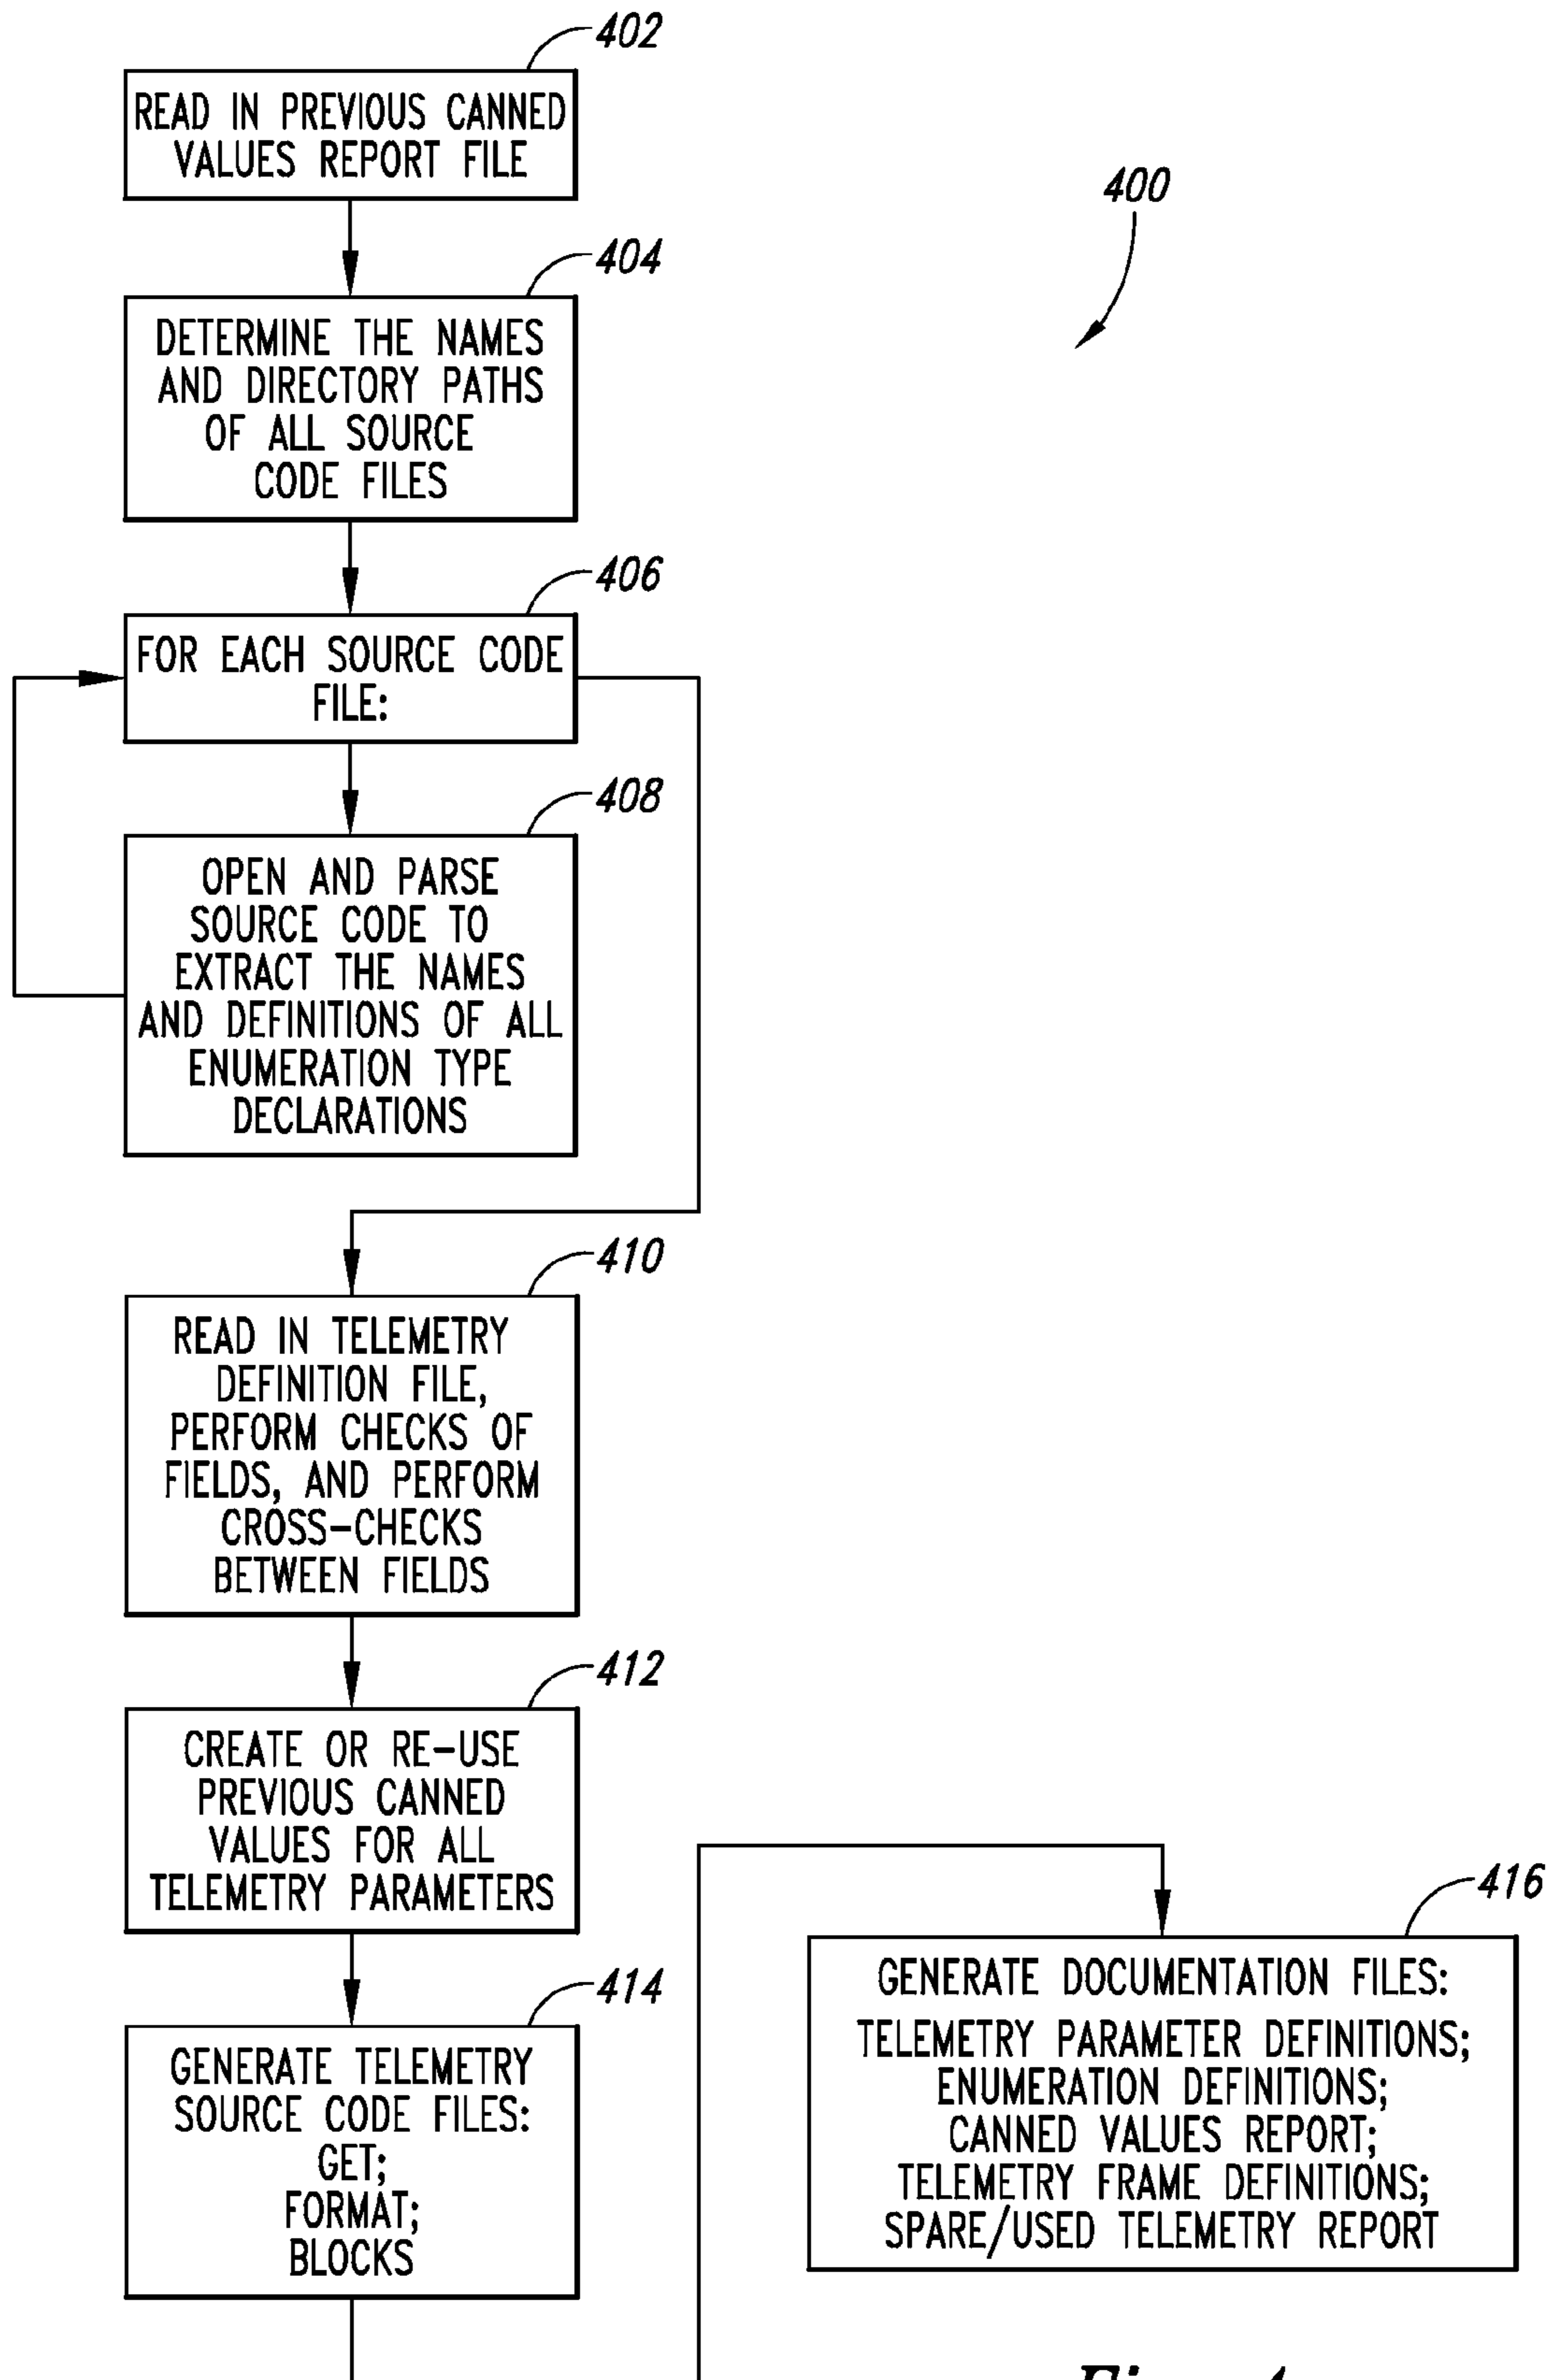 402
READ IN PREVIOUS CANNED
VALUES REPORT FILE
400
404
DETERMINE THE NAMES
AND DIRECTORY PATHS
OF ALL SOURCE
CODE FILES
406
FOR EACH SOURCE CODE
FILE:
408
OPEN AND PARSE
SOURCE CODE TO
EXTRACT THE NAMES
AND DEFINITIONS OF ALL
ENUMERATION TYPE
DECLARATIONS
410
READ IN TELEMETRY
DEFINITION FILE,
PERFORM CHECKS OF
FIELDS, AND PERFORM
CROSS-CHECKS
BETWEEN FIELDS
412
CREATE OR RE-USE
PREVIOUS CANNED
VALUES FOR ALL
TELEMETRY PARAMETERS
414
GENERATE TELEMETRY
SOURCE CODE FILES:
GET;
FORMAT;
BLOCKS
416
GENERATE DOCUMENTATION FILES:
TELEMETRY PARAMETER DEFINITIONS;
ENUMERATION DEFINITIONS;
CANNED VALUES REPORT;
TELEMETRY FRAME DEFINITIONS;
SPARE/USED TELEMETRY REPORT